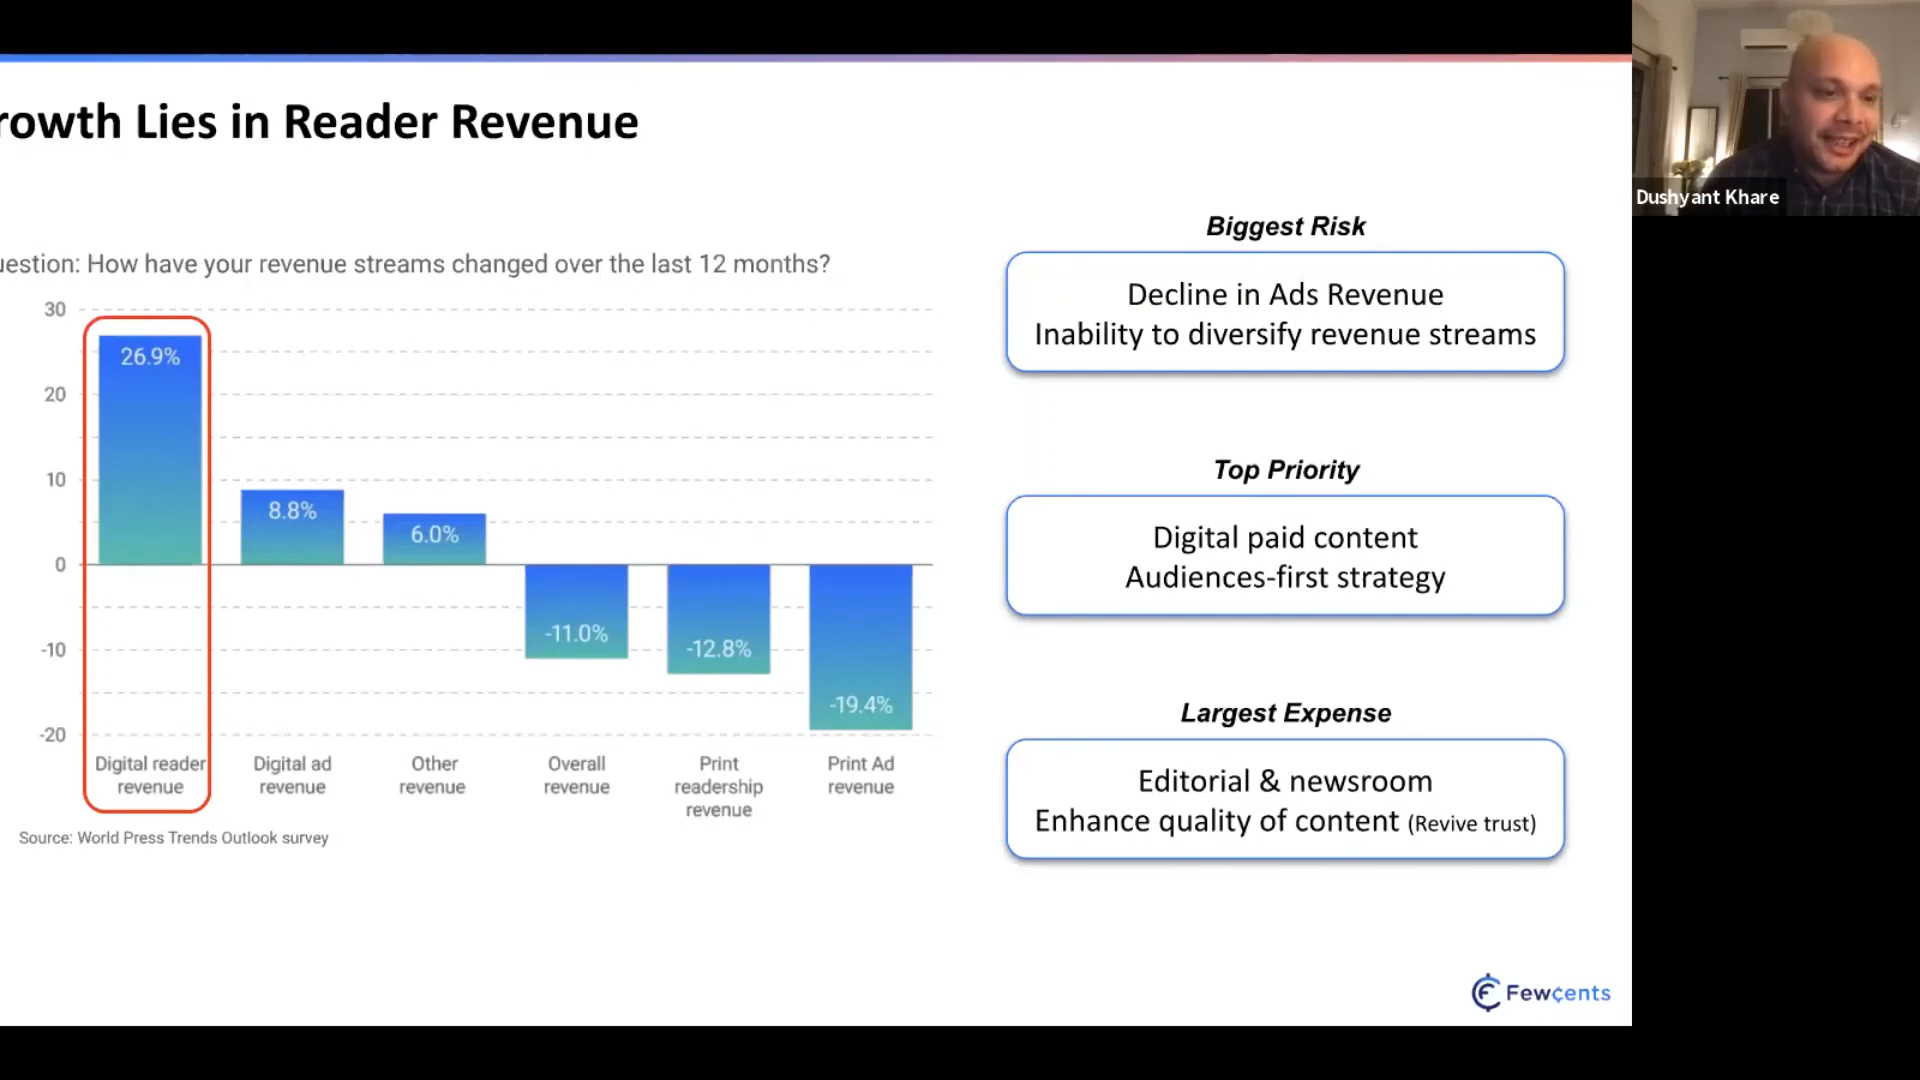 rowth Lies in Reader Revenue
uestion: How have your revenue streams changed over the last 12 months?
30
20
10
0
-10
-20
26.9%
8.8%
6.0%
-11.0%
-12.8%
-19.4%
Digital reader
revenue
Digital ad
revenue
Other
revenue
Overall
revenue
Print
readership
revenue
Print Ad
revenue
Source: World Press Trends Outlook survey
Biggest Risk
Decline in Ads Revenue
Inability to diversify revenue streams
Top Priority
Digital paid content
Audiences-first strategy
Largest Expense
Editorial & newsroom
Enhance quality of content (Revive trust)
Few¢ents
Dushyant Khare